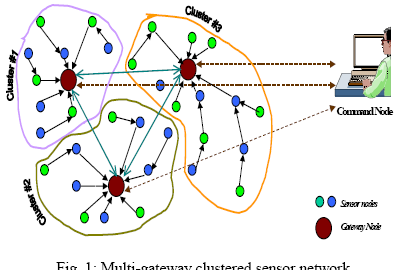 Cluster #1
Cluster #3
Command Node
Cluster #2
Sensor nodes
Gateway Node
Fig. 1: Multi-gateway clustered sensor network